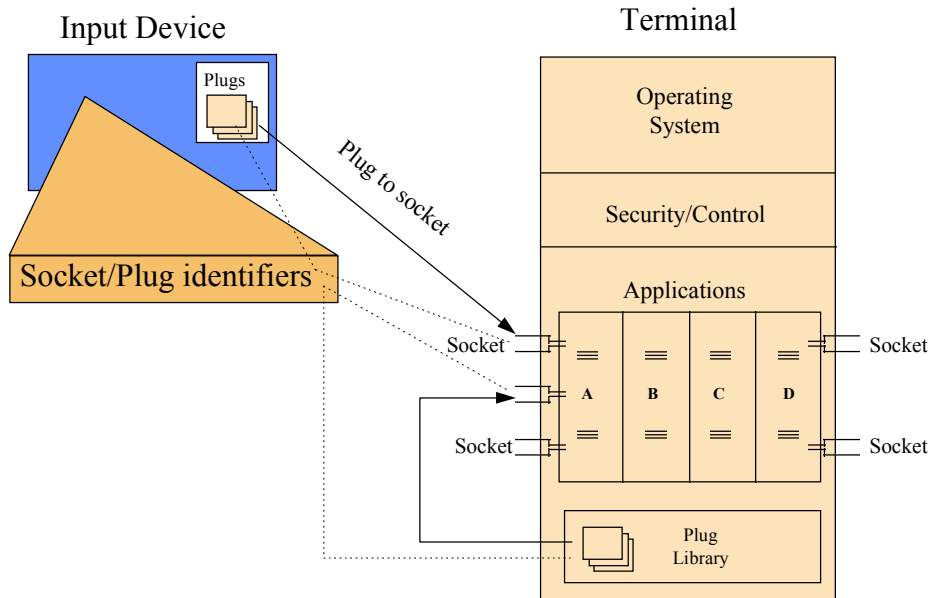 Input Device
Terminal
Plugs
Operating
System
Plug to socket
Security/Control
Socket/Plug identifiers
Applications
Socket
Socket
A
B
C
D
Socket
Socket
Plug
Library